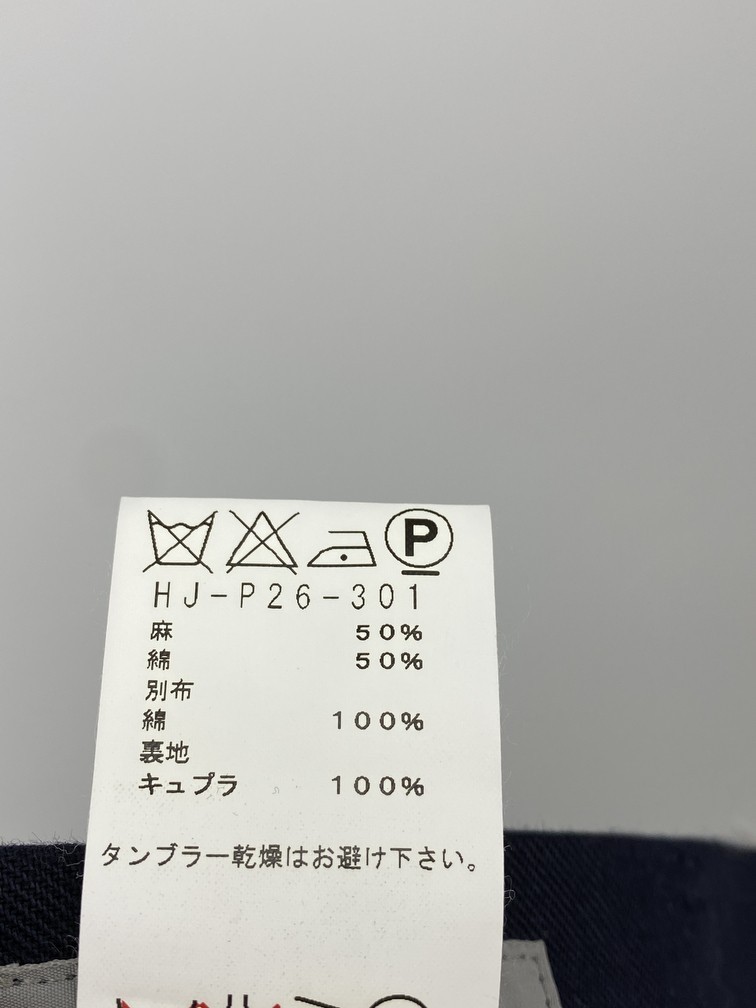 P
HJ-P26-301
麻 50%
綿 50%
別布
綿 100%
裏地
キュプラ 100%
タンブラー乾燥はお避け下さい。